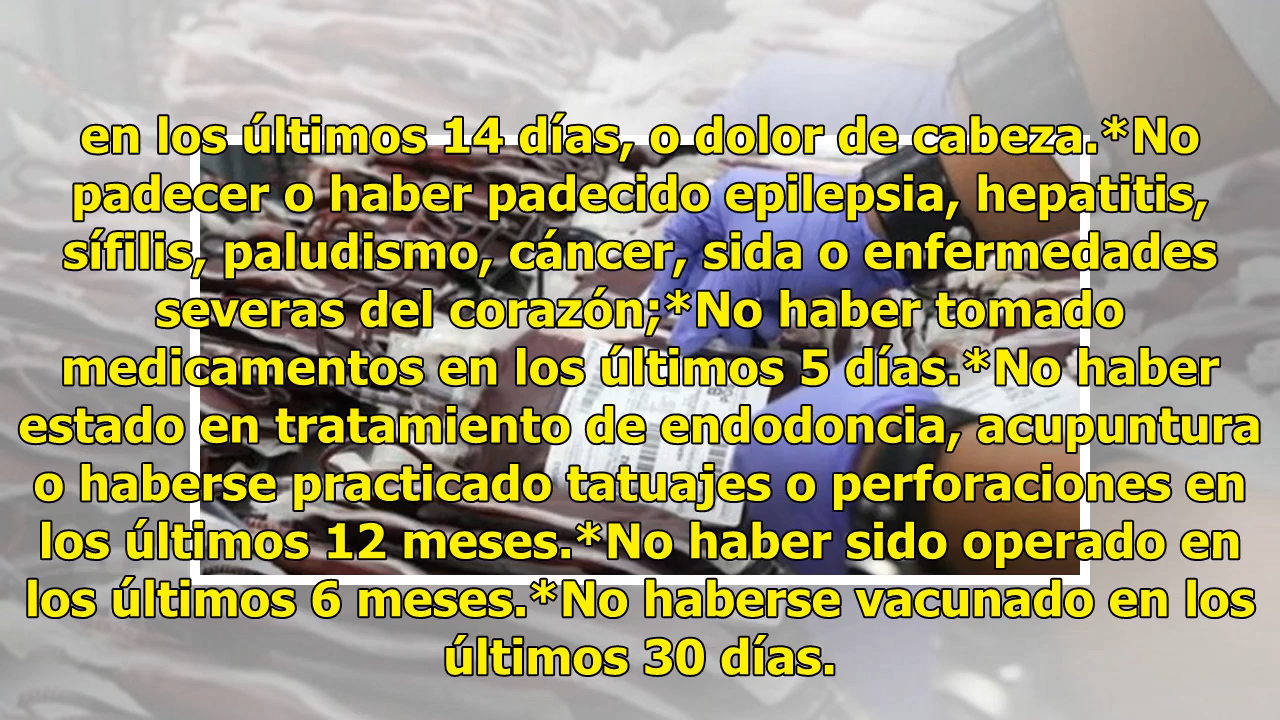 en los últimos 14 días, o dolor de cabeza.*No
padecer o haber padecido epilepsia, hepatitis,
sífilis, paludismo, cáncer, sida o enfermedades
severas del corazón;*No haber tomado
medicamentos en los últimos 5 días.*No haber
estado en tratamiento de endodoncia, acupuntura
o haberse practicado tatuajes o perforaciones en
los últimos 12 meses.*No haber sido operado en
los últimos 6 meses.*No haberse vacunado en los
últimos 30 días.